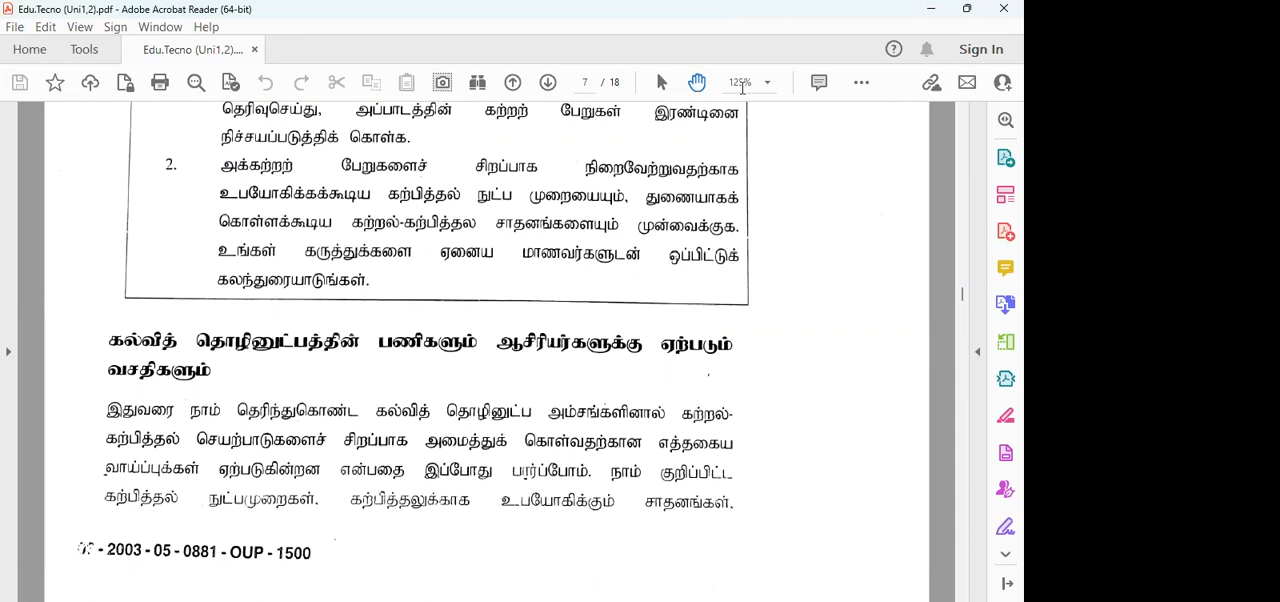 Edu.Tecno (Uni1,2).pdf - Adobe Acrobat Reader (64-bit)
File Edit View Sign Window Help
Home Tools Edu.Tecno (Uni1,2).... × Sign In
7 / 18 125%
தெரிவுசெய்து, அப்பாடத்தின் கற்றற் பேறுகள் இரண்டினை
நிச்சயப்படுத்திக் கொள்க.
2. அக்கற்றற் பேறுகளைச் சிறப்பாக நிறைவேற்றுவதற்காக
உபயோகிக்கக்கூடிய கற்பித்தல் நுட்ப முறையையும், துணையாகக்
கொள்ளக்கூடிய கற்றல்-கற்பித்தல சாதனங்களையும் முன்வைக்குக.
உங்கள் கருத்துக்களை ஏனைய மாணவர்களுடன் ஒப்பிட்டுக்
கலந்துரையாடுங்கள்.
கல்வித் தொழினுட்பத்தின் பணிகளும் ஆசிரியர்களுக்கு ஏற்படும்
வசதிகளும்
இதுவரை நாம் தெரிந்துகொண்ட கல்வித் தொழினுட்ப அம்சங்களினால் கற்றல்-
கற்பித்தல் செயற்பாடுகளைச் சிறப்பாக அமைத்துக் கொள்வதற்கான எத்தகைய
வாய்ப்புக்கள் ஏற்படுகின்றன என்பதை இப்போது பார்ப்போம். நாம் குறிப்பிட்ட
கற்பித்தல் நுட்பமுறைகள், கற்பித்தலுக்காக உபயோகிக்கும் சாதனங்கள்,
- 2003 - 05 - 0881 - OUP - 1500